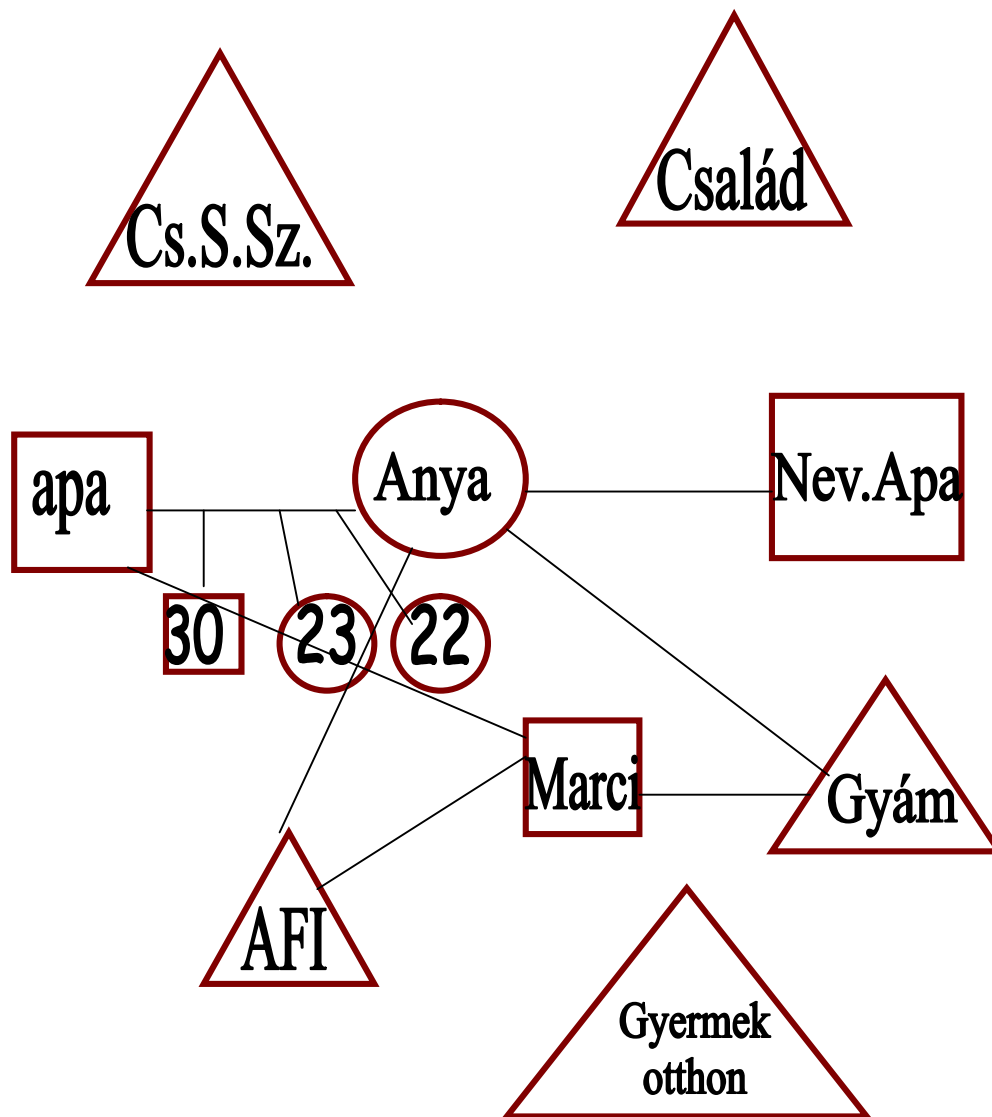 Család
Cs.S.Sz.
apa
Anya
Nev.Apa
30
23
22
Marci
Gyám
AFI
Gyermek
otthon